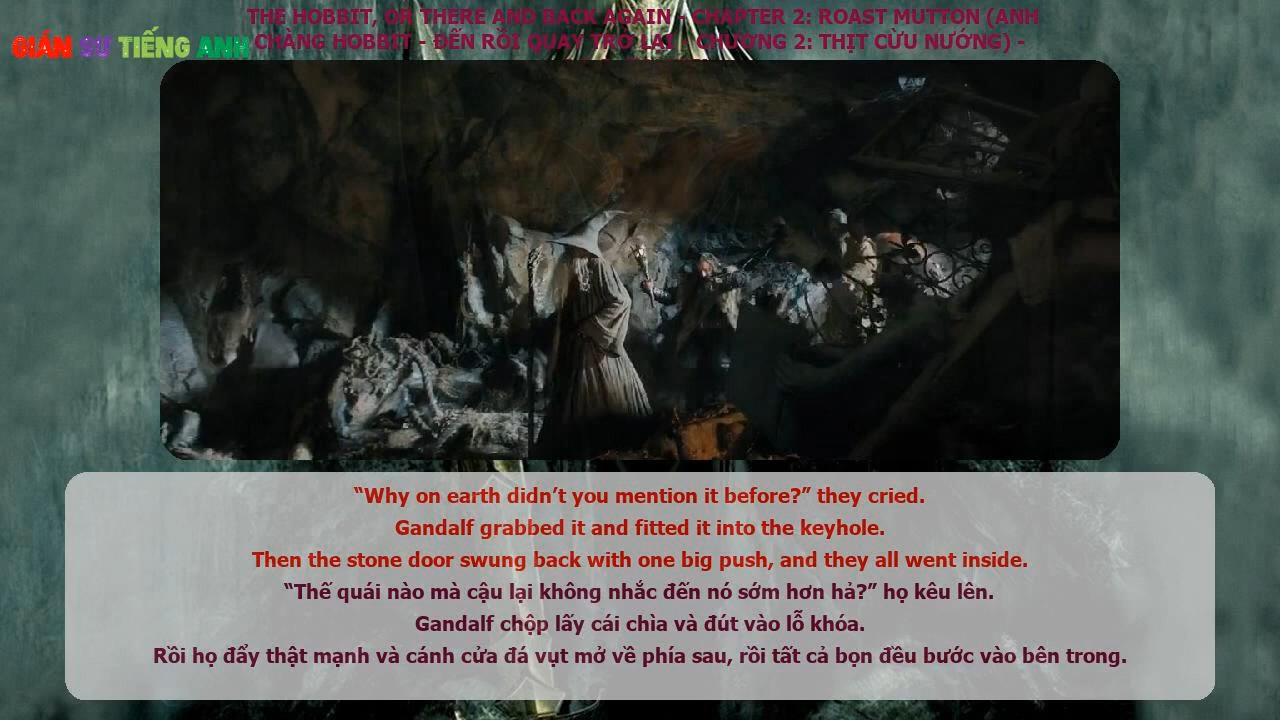 THE HOBBIT, OR THERE AND BACK AGAIN - CHAPTER 2: ROAST MUTTON (ANH
CHÀNG HOBBIT - ĐẾN RỒI QUAY TRỞ LẠI - CHƯƠNG 2: THỊT CỪU NƯỚNG) -
GIÁN SỨ TIẾNG ANH
“Why on earth didn’t you mention it before?” they cried.
Gandalf grabbed it and fitted it into the keyhole.
Then the stone door swung back with one big push, and they all went inside.
“Thế quái nào mà cậu lại không nhắc đến nó sớm hơn hả?” họ kêu lên.
Gandalf chộp lấy cái chìa và đút vào lỗ khóa.
Rồi họ đẩy thật mạnh và cánh cửa đá vụt mở về phía sau, rồi tất cả bọn đều bước vào bên trong.